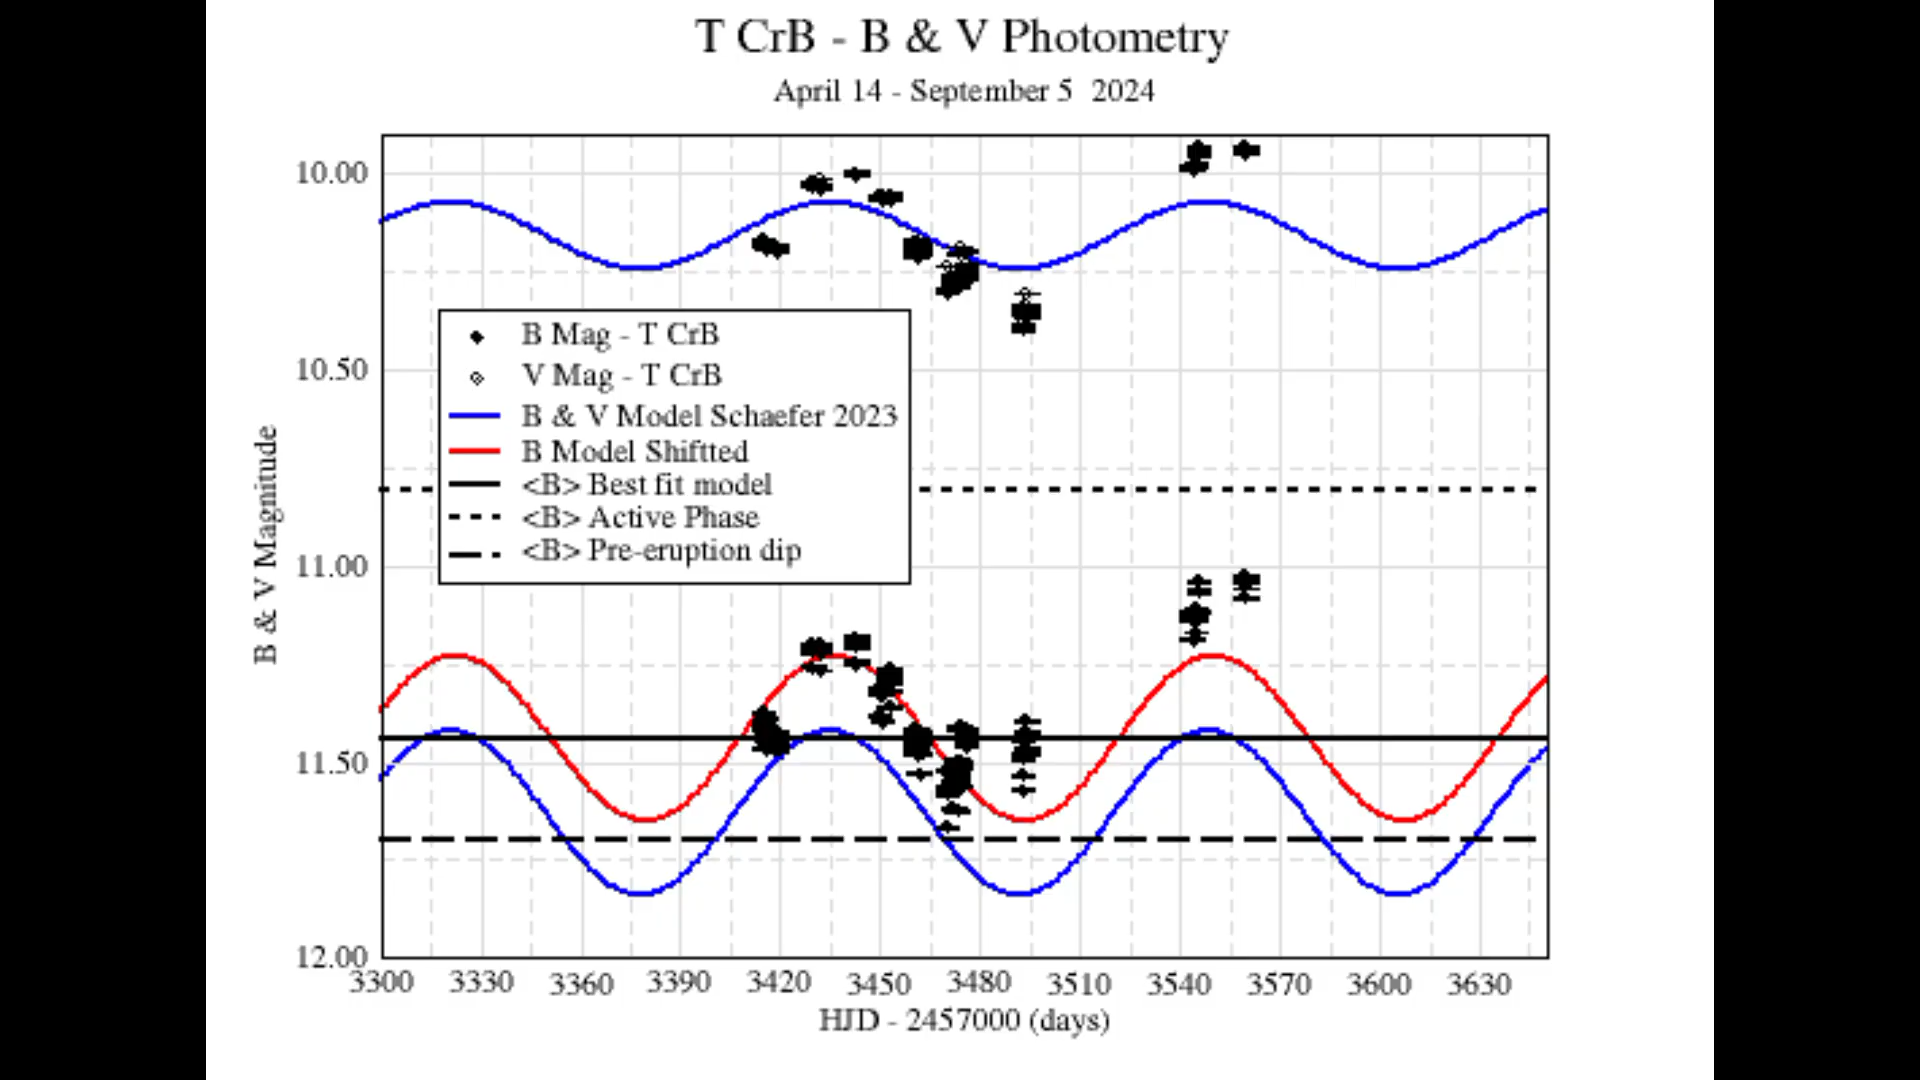 T CrB - B & V Photometry
April 14 - September 5 2024
10.00
10.50
11.00
11.50
12.00
B & V Magnitude
B Mag - T CrB
V Mag - T CrB
B & V Model Schaefer 2023
B Model Shiftted
<B> Best fit model
<B> Active Phase
<B> Pre-eruption dip
3300 3330 3360 3390 3420 3450 3480 3510 3540 3570 3600 3630
HJD - 2457000 (days)